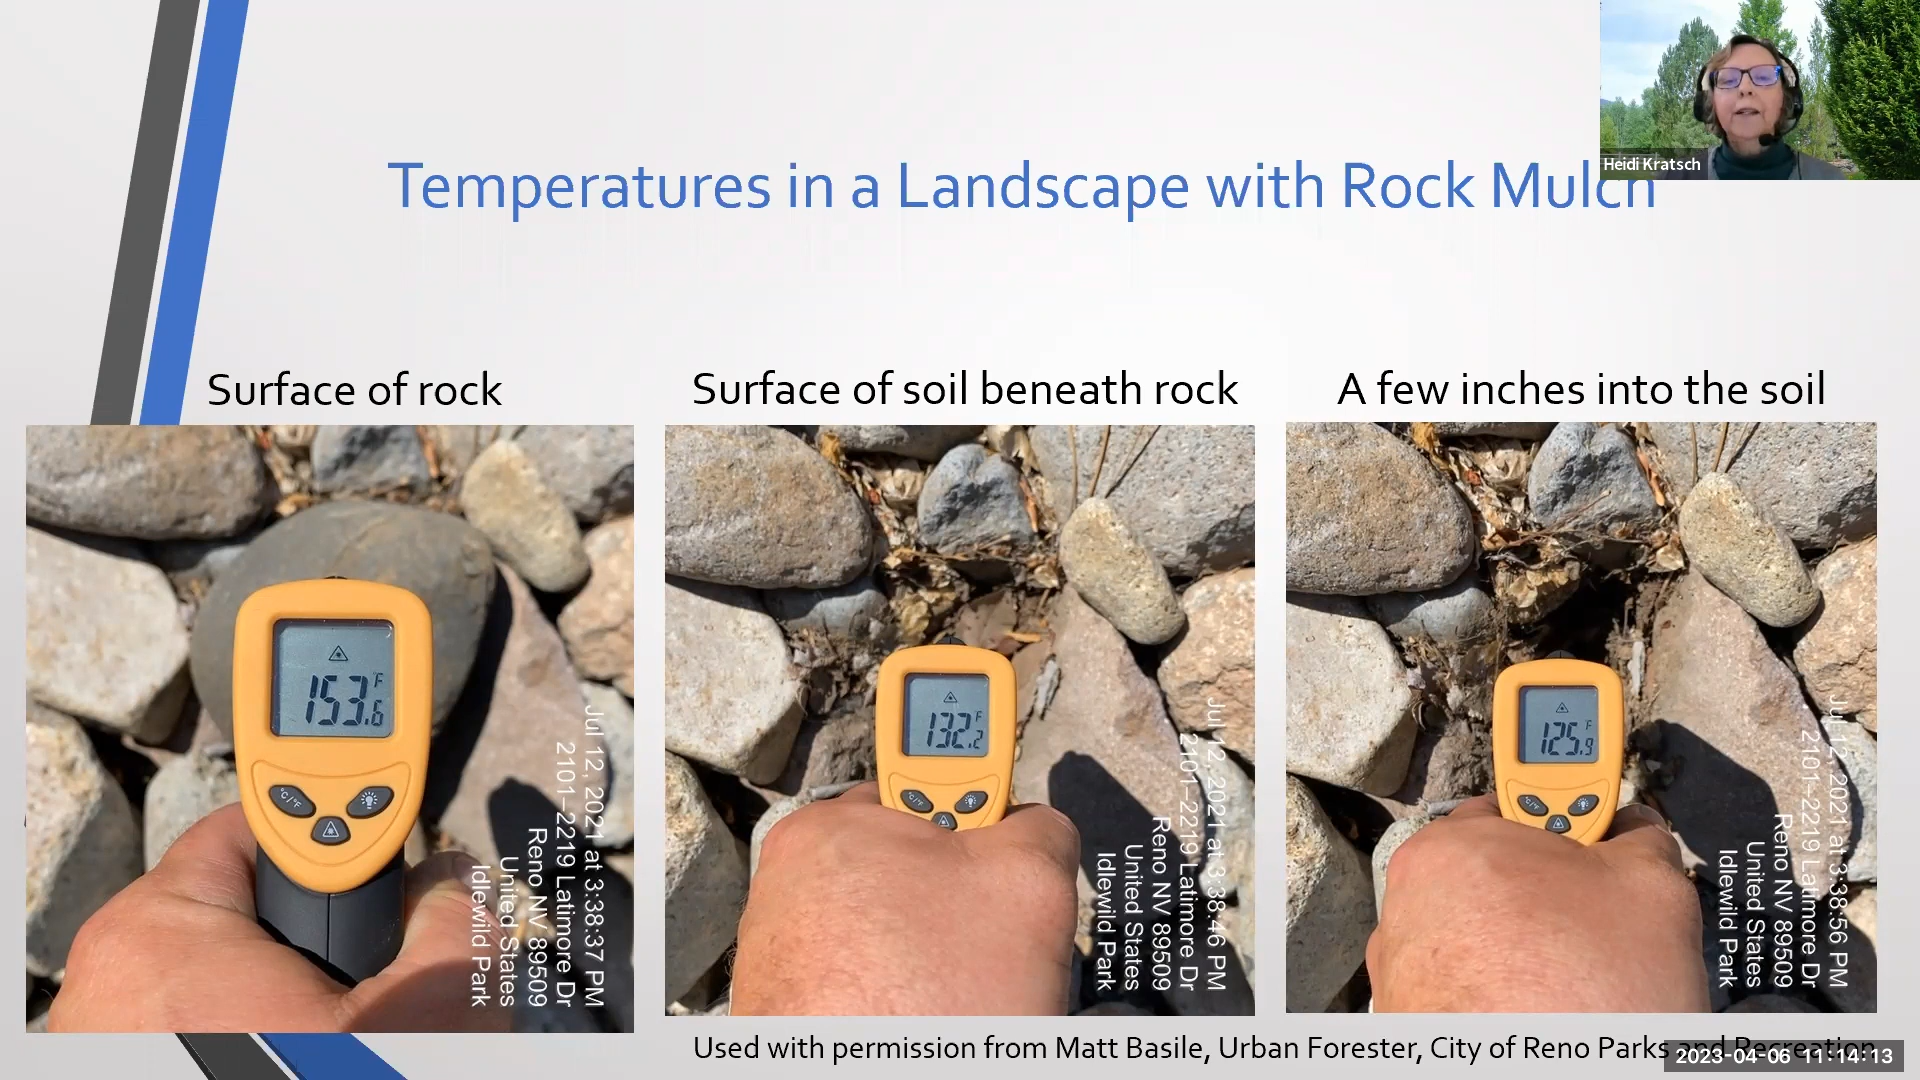 Heidi Kratsch
Temperatures in a Landscape with Rock Mulch
Surface of rock
Surface of soil beneath rock
A few inches into the soil
153.6 °F
°C/°F
Jul 12, 2021 at 3:38:37 PM
2101–2219 Latimore Dr
Reno NV 89509
United States
Idlewild Park
132.2 °F
°C/°F
Jul 12, 2021 at 3:38:46 PM
2101–2219 Latimore Dr
Reno NV 89509
United States
Idlewild Park
125.9 °F
°C/°F
Jul 12, 2021 at 3:38:56 PM
2101–2219 Latimore Dr
Reno NV 89509
United States
Idlewild Park
Used with permission from Matt Basile, Urban Forester, City of Reno Parks and Recreation
2023-04-06 11:14:13